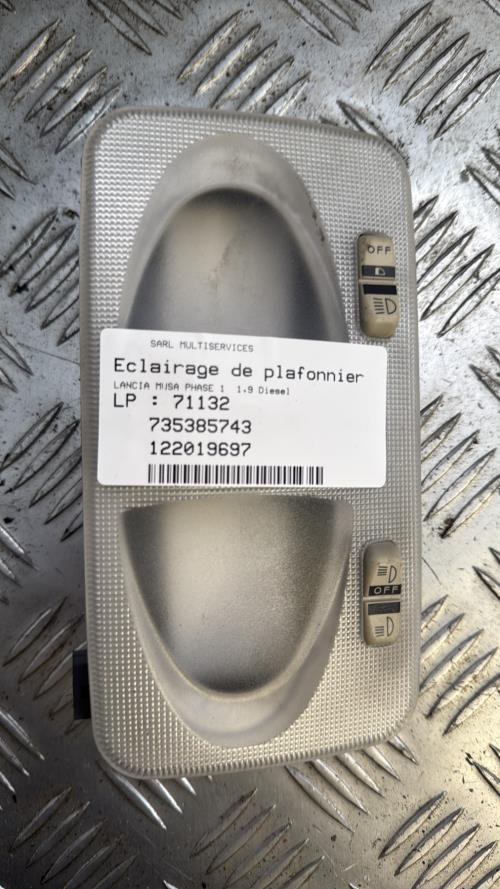 OFF
SARL MULTISERVICES
Eclairage de plafonnier
LANCIA MUSA PHASE 1 1.9 Diesel
LP : 71132
735385743
122019697
OFF